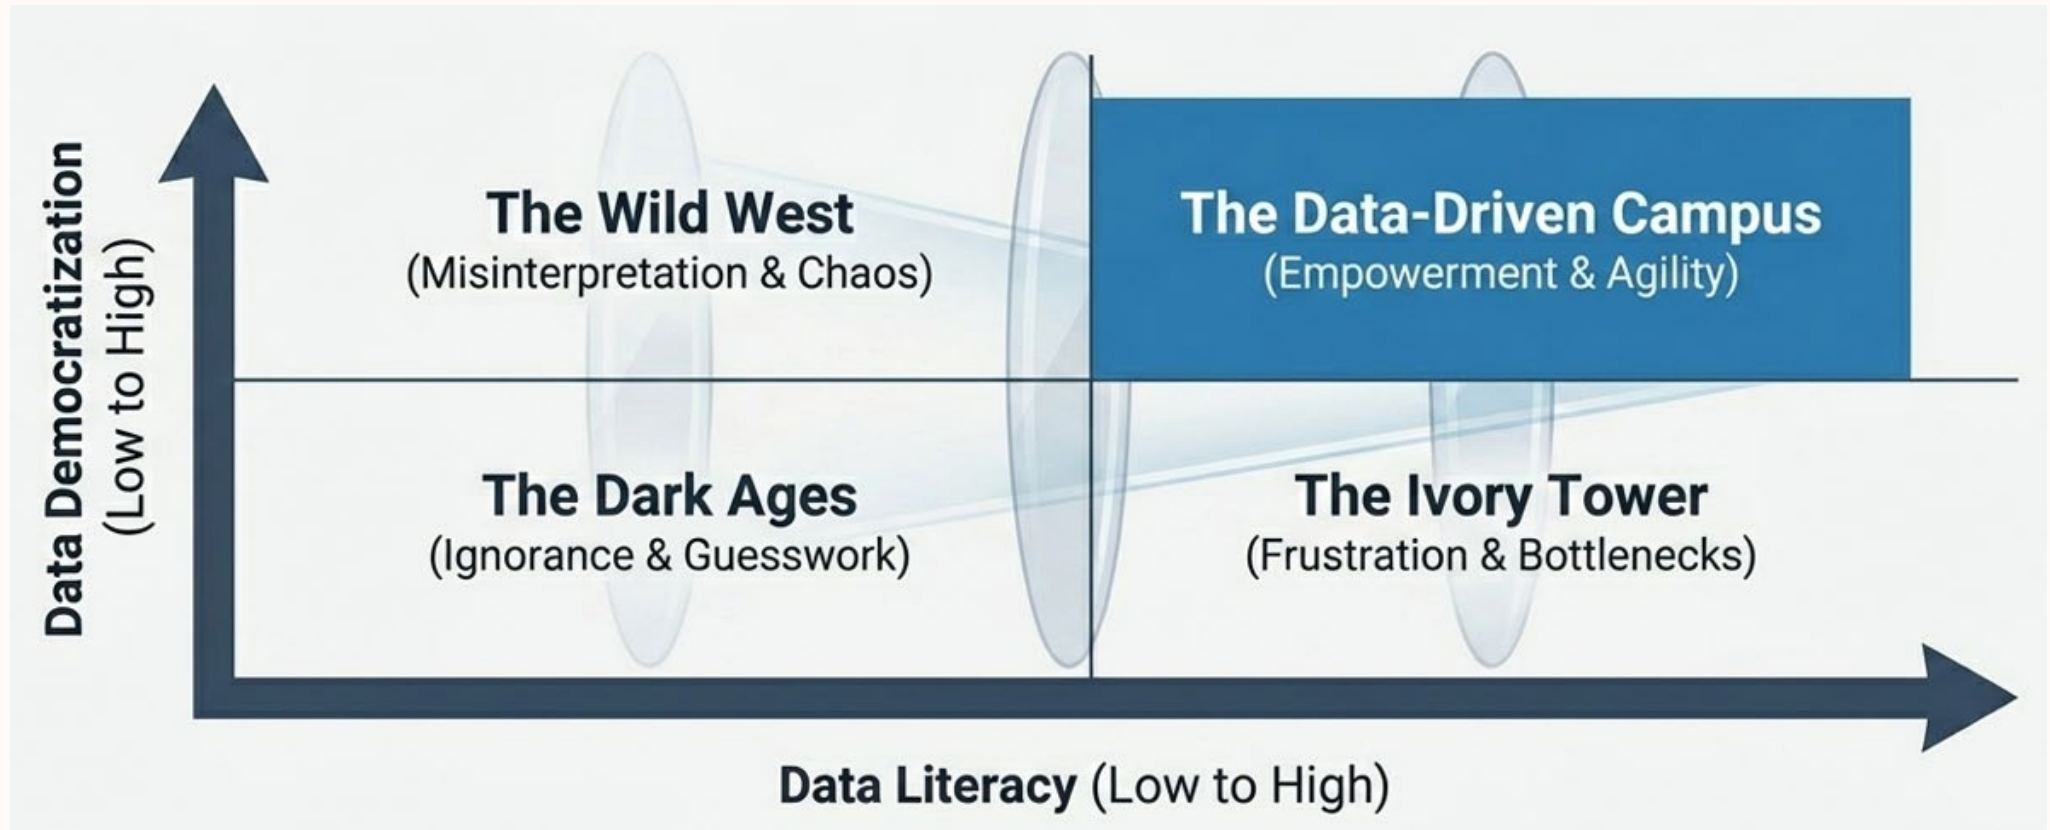 Data Democratization
(Low to High)
The Wild West
(Misinterpretation & Chaos)
The Data-Driven Campus
(Empowerment & Agility)
The Dark Ages
(Ignorance & Guesswork)
The Ivory Tower
(Frustration & Bottlenecks)
Data Literacy (Low to High)